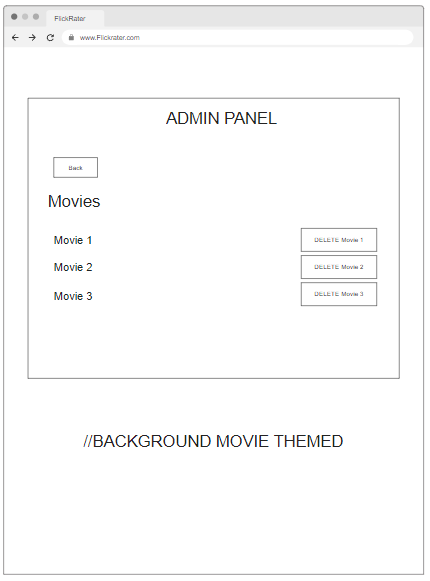 FlickRater
www.Flickrater.com
ADMIN PANEL
Back
Movies
Movie 1
DELETE Movie 1
Movie 2
DELETE Movie 2
Movie 3
DELETE Movie 3
//BACKGROUND MOVIE THEMED